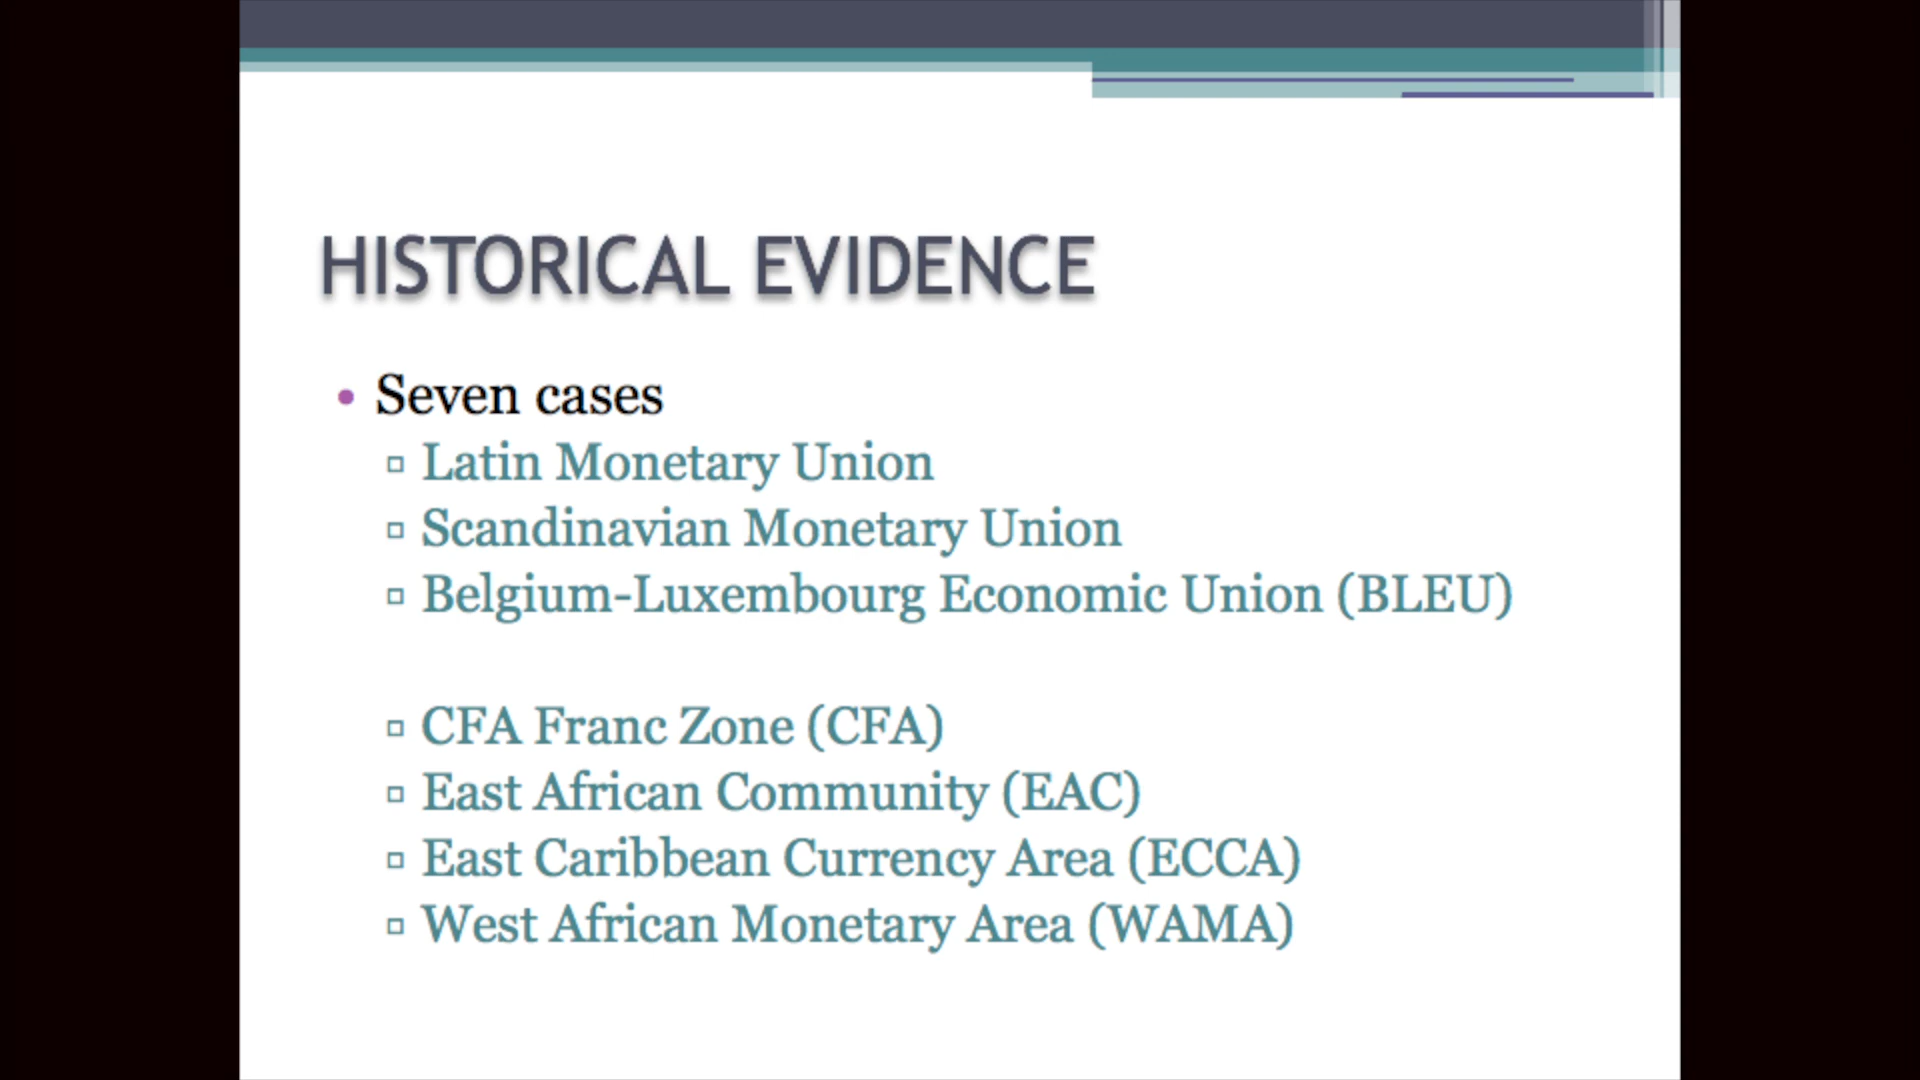 HISTORICAL EVIDENCE
Seven cases
Latin Monetary Union
Scandinavian Monetary Union
Belgium-Luxembourg Economic Union (BLEU)
CFA Franc Zone (CFA)
East African Community (EAC)
East Caribbean Currency Area (ECCA)
West African Monetary Area (WAMA)